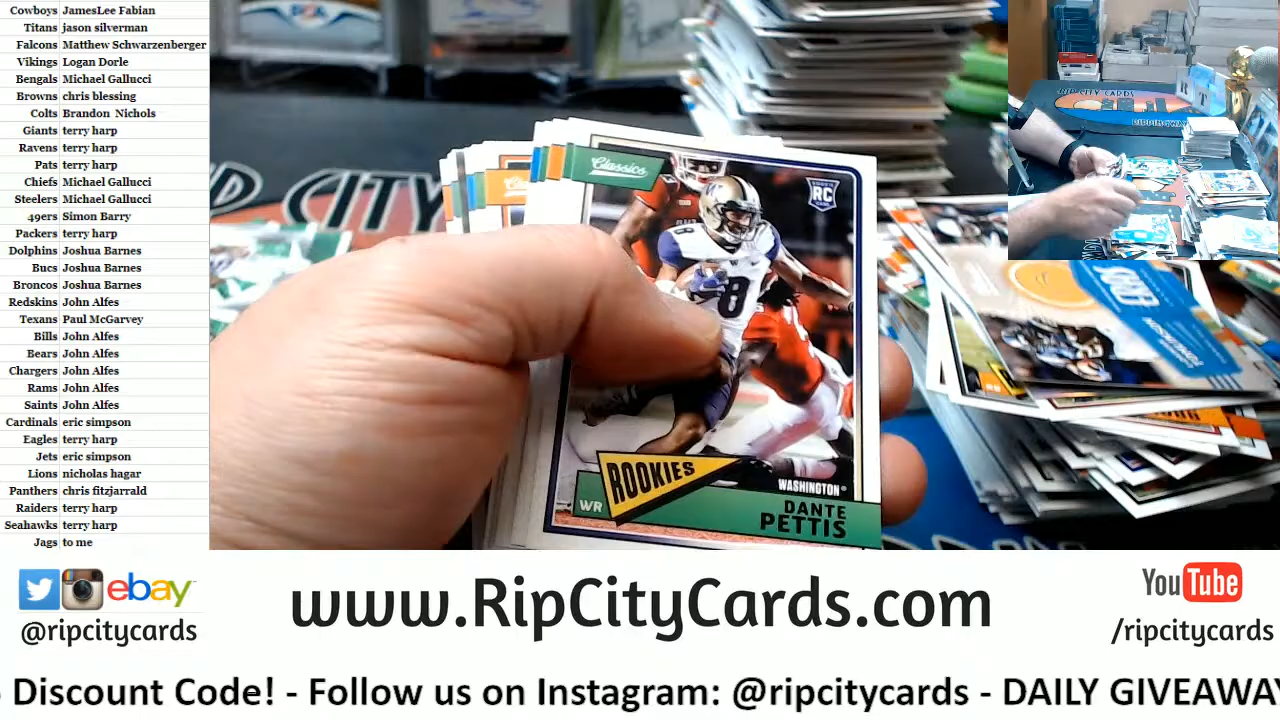 Cowboys JamesLee Fabian
Titans jason silverman
Falcons Matthew Schwarzenberger
Vikings Logan Dorle
Bengals Michael Gallucci
Browns chris blessing
Colts Brandon Nichols
Giants terry harp
Ravens terry harp
Pats terry harp
Chiefs Michael Gallucci
Steelers Michael Gallucci
49ers Simon Barry
Packers terry harp
Dolphins Joshua Barnes
Bucs Joshua Barnes
Broncos Joshua Barnes
Redskins John Alfes
Texans Paul McGarvey
Bills John Alfes
Bears John Alfes
Chargers John Alfes
Rams John Alfes
Saints John Alfes
Cardinals eric simpson
Eagles terry harp
Jets eric simpson
Lions nicholas hagar
Panthers chris fitzjarrald
Raiders terry harp
Seahawks terry harp
Jags to me
Classics
RC
8
8
ROOKIES
WASHINGTON
WR
DANTE
PETTIS
D CITY
RIP CITY CARDS
ebay
@ripcitycards
www.RipCityCards.com
YouTube
/ripcitycards
Discount Code! - Follow us on Instagram: @ripcitycards - DAILY GIVEAWA